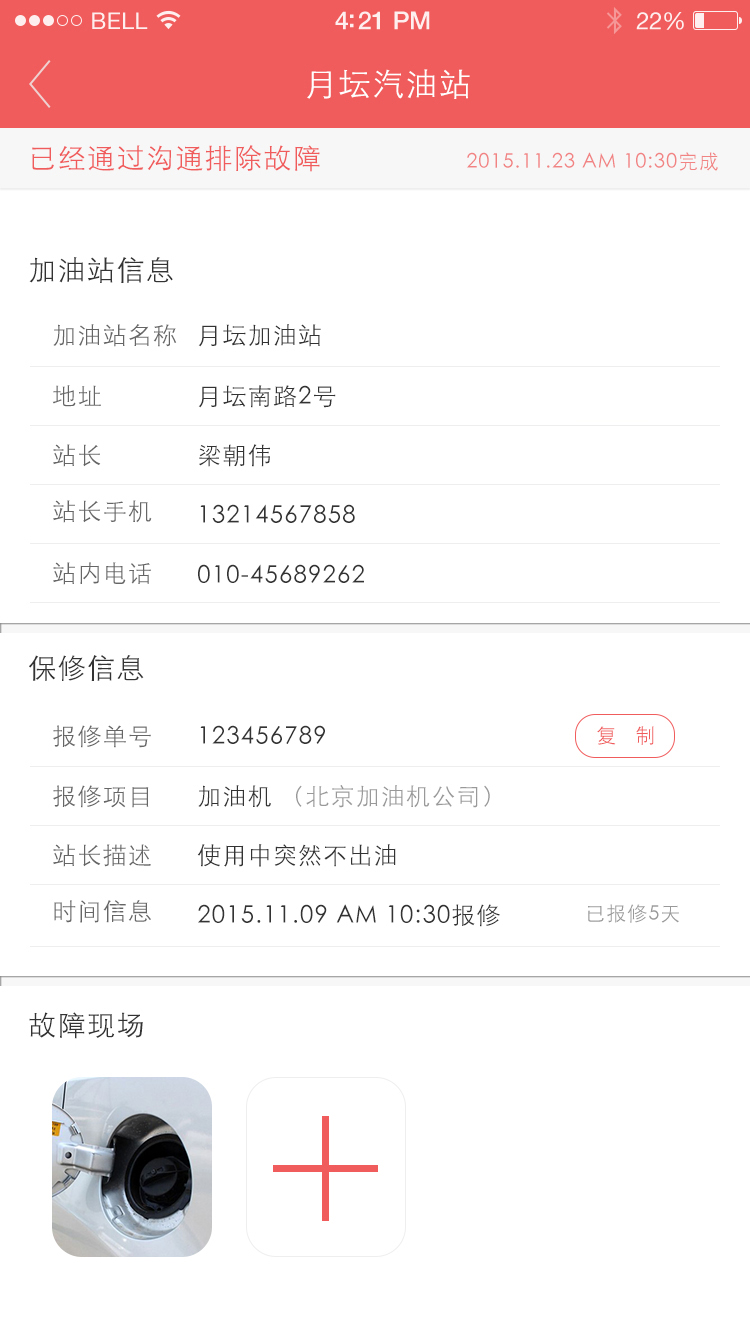 BELL 4:21 PM 22%
月坛汽油站
已经通过沟通排除故障 2015.11.23 AM 10:30完成
加油站信息
加油站名称 月坛加油站
地址 月坛南路2号
站长 梁朝伟
站长手机 13214567858
站内电话 010-45689262
保修信息
报修单号 123456789 复 制
报修项目 加油机 （北京加油机公司）
站长描述 使用中突然不出油
时间信息 2015.11.09 AM 10:30报修 已报修5天
故障现场